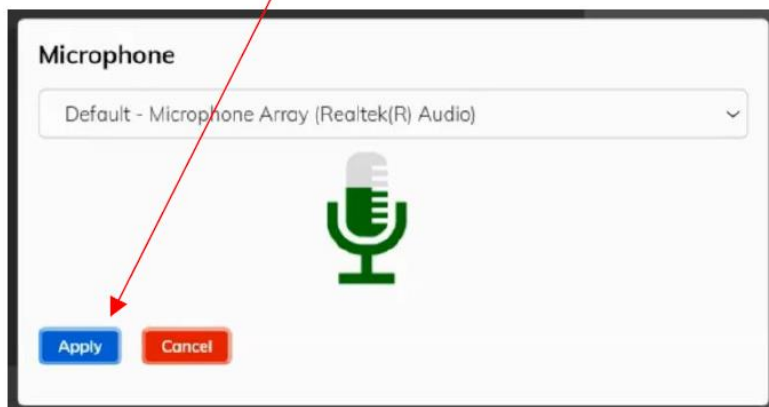 Microphone
Default - Microphone Array (Realtek(R) Audio)
Apply
Cancel